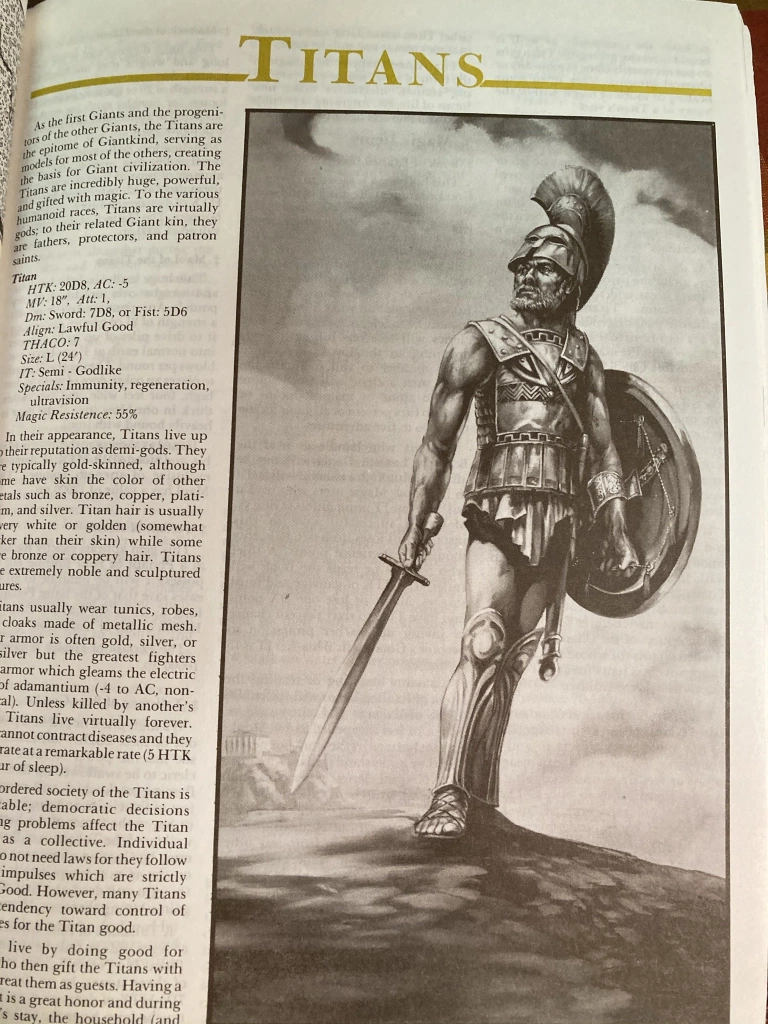 TITANS
As the first Giants and the progeni-
tors of the other Giants, the Titans are
the epitome of Giantkind, serving as
models for most of the others, creating
the basis for Giant civilization. The
Titans are incredibly huge, powerful,
and gifted with magic. To the various
humanoid races, Titans are virtually
gods; to their related Giant kin, they
are fathers, protectors, and patron
saints.
Titan
HTK: 20D8, AC: -5
MV: 18″, Att: 1,
Dm: Sword: 7D8, or Fist: 5D6
Align: Lawful Good
THACO: 7
Size: L (24′)
IT: Semi - Godlike
Specials: Immunity, regeneration,
ultravision
Magic Resistence: 55%
In their appearance, Titans live up
their reputation as demi-gods. They
typically gold-skinned, although
have skin the color of other
such as bronze, copper, plati-
and silver. Titan hair is usually
white or golden (somewhat
than their skin) while some
bronze or coppery hair. Titans
extremely noble and sculptured
usually wear tunics, robes,
cloaks made of metallic mesh.
armor is often gold, silver, or
silver but the greatest fighters
armor which gleams the electric
of adamantium (-4 to AC, non-
Unless killed by another's
Titans live virtually forever.
contract diseases and they
at a remarkable rate (5 HTK
of sleep).
ordered society of the Titans is
democratic decisions
problems affect the Titan
as a collective. Individual
not need laws for they follow
impulses which are strictly
Good. However, many Titans
tendency toward control of
for the Titan good.
live by doing good for
who then gift the Titans with
treat them as guests. Having a
is a great honor and during
stay, the household (and